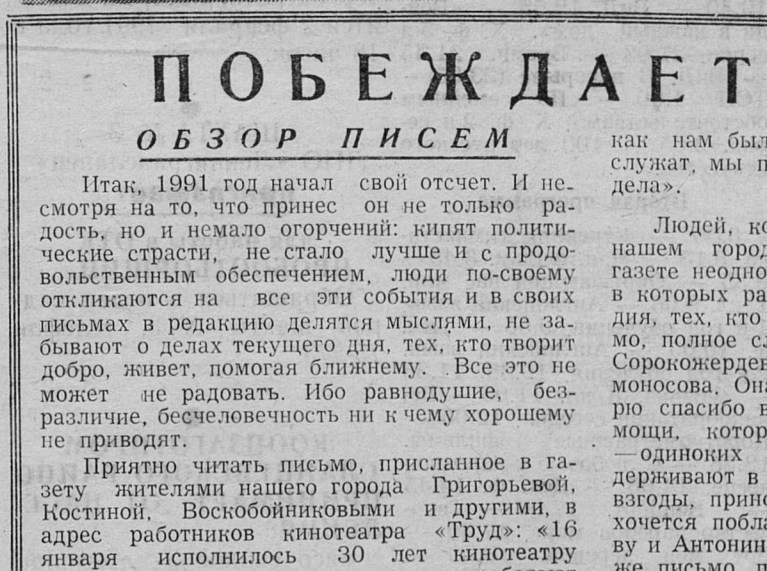 ПОБЕЖДАЕТ
ОБЗОР ПИСЕМ
Итак, 1991 год начал свой отсчет. И не-
смотря на то, что принес он не только ра-
дость, но и немало огорчений: кипят полити-
ческие страсти, не стало лучше и с продо-
вольственным обеспечением, люди по-своему
откликаются на все эти события и в своих
письмах в редакцию делятся мыслями, не за-
бывают о делах текущего дня, тех, кто творит
добро, живет, помогая ближнему. Все это не
может не радовать. Ибо равнодушие, без-
различие, бесчеловечность ни к чему хорошему
не приводят.
Приятно читать письмо, присланное в га-
зету жителями нашего города Григорьевой,
Костиной, Воскобойниковыми и другими, в
адрес работников кинотеатра «Труд»: «16
января исполнилось 30 лет кинотеатру
как нам был
служат, мы п
дела».
Людей, ко
нашем город
газете неодно
в которых ра
дня, тех, кто
мо, полное сл
Сорокожердев
моносова. Она
рю спасибо в
мощи, котор
—одиноких
держивают в
взгоды, прино
хочется побла
ву и Антонин
же письмо, п